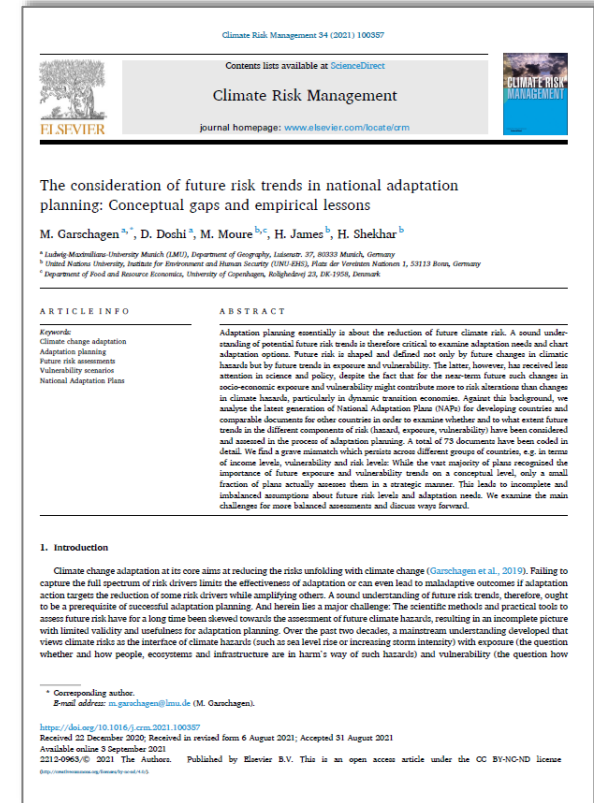 Climate Risk Management 34 (2021) 100357
Contents lists available at ScienceDirect
Climate Risk Management
journal homepage: www.elsevier.com/locate/crm
ELSEVIER
CLIMATE RISK
MANAGEMENT
The consideration of future risk trends in national adaptation
planning: Conceptual gaps and empirical lessons
M. Garschagen a,*, D. Doshi a, M. Moure b,c, H. James b, H. Shekhar b
a Ludwig-Maximilians-University Munich (LMU), Department of Geography, Luisenstr. 37, 80333 Munich, Germany
b United Nations University, Institute for Environment and Human Security (UNU-EHS), Platz der Vereinten Nationen 1, 53113 Bonn, Germany
c Department of Food and Resource Economics, University of Copenhagen, Rolighedsvej 23, DK-1958, Denmark
ARTICLE INFO
Keywords:
Climate change adaptation
Adaptation planning
Future risk assessments
Vulnerability scenarios
National Adaptation Plans
ABSTRACT
Adaptation planning essentially is about the reduction of future climate risk. A sound under-
standing of potential future risk trends is therefore critical to examine adaptation needs and chart
adaptation options. Future risk is shaped and defined not only by future changes in climatic
hazards but by future trends in exposure and vulnerability. The latter, however, has received less
attention in science and policy, despite the fact that for the near-term future such changes in
socio-economic exposure and vulnerability might contribute more to risk alterations than changes
in climate hazards, particularly in dynamic transition economies. Against this background, we
analyse the latest generation of National Adaptation Plans (NAPs) for developing countries and
comparable documents for other countries in order to examine whether and to what extent future
trends in the different components of risk (hazard, exposure, vulnerability) have been considered
and assessed in the process of adaptation planning. A total of 73 documents have been coded in
detail. We find a grave mismatch which persists across different groups of countries, e.g. in terms
of income levels, vulnerability and risk levels: While the vast majority of plans recognised the
importance of future exposure and vulnerability trends on a conceptual level, only a small
fraction of plans actually assesses them in a strategic manner. This leads to incomplete and
imbalanced assumptions about future risk levels and adaptation needs. We examine the main
challenges for more balanced assessments and discuss ways forward.
1. Introduction
Climate change adaptation at its core aims at reducing the risks unfolding with climate change (Garschagen et al., 2019). Failing to
capture the full spectrum of risk drivers limits the effectiveness of adaptation or can even lead to maladaptive outcomes if adaptation
action targets the reduction of some risk drivers while amplifying others. A sound understanding of future risk trends, therefore, ought
to be a prerequisite of successful adaptation planning. And herein lies a major challenge: The scientific methods and practical tools to
assess future risk have for a long time been skewed towards the assessment of future climate hazards, resulting in an incomplete picture
with limited validity and usefulness for adaptation planning. Over the past two decades, a mainstream understanding developed that
views climate risks as the interface of climate hazards (such as sea level rise or increasing storm intensity) with exposure (the question
whether and how people, ecosystems and infrastructure are in harm's way of such hazards) and vulnerability (the question how
* Corresponding author.
E-mail address: m.garschagen@lmu.de (M. Garschagen).
https://doi.org/10.1016/j.crm.2021.100357
Received 22 December 2020; Received in revised form 6 August 2021; Accepted 31 August 2021
Available online 3 September 2021
2212-0963/© 2021 The Authors. Published by Elsevier B.V. This is an open access article under the CC BY-NC-ND license
(http://creativecommons.org/licenses/by-nc-nd/4.0/).